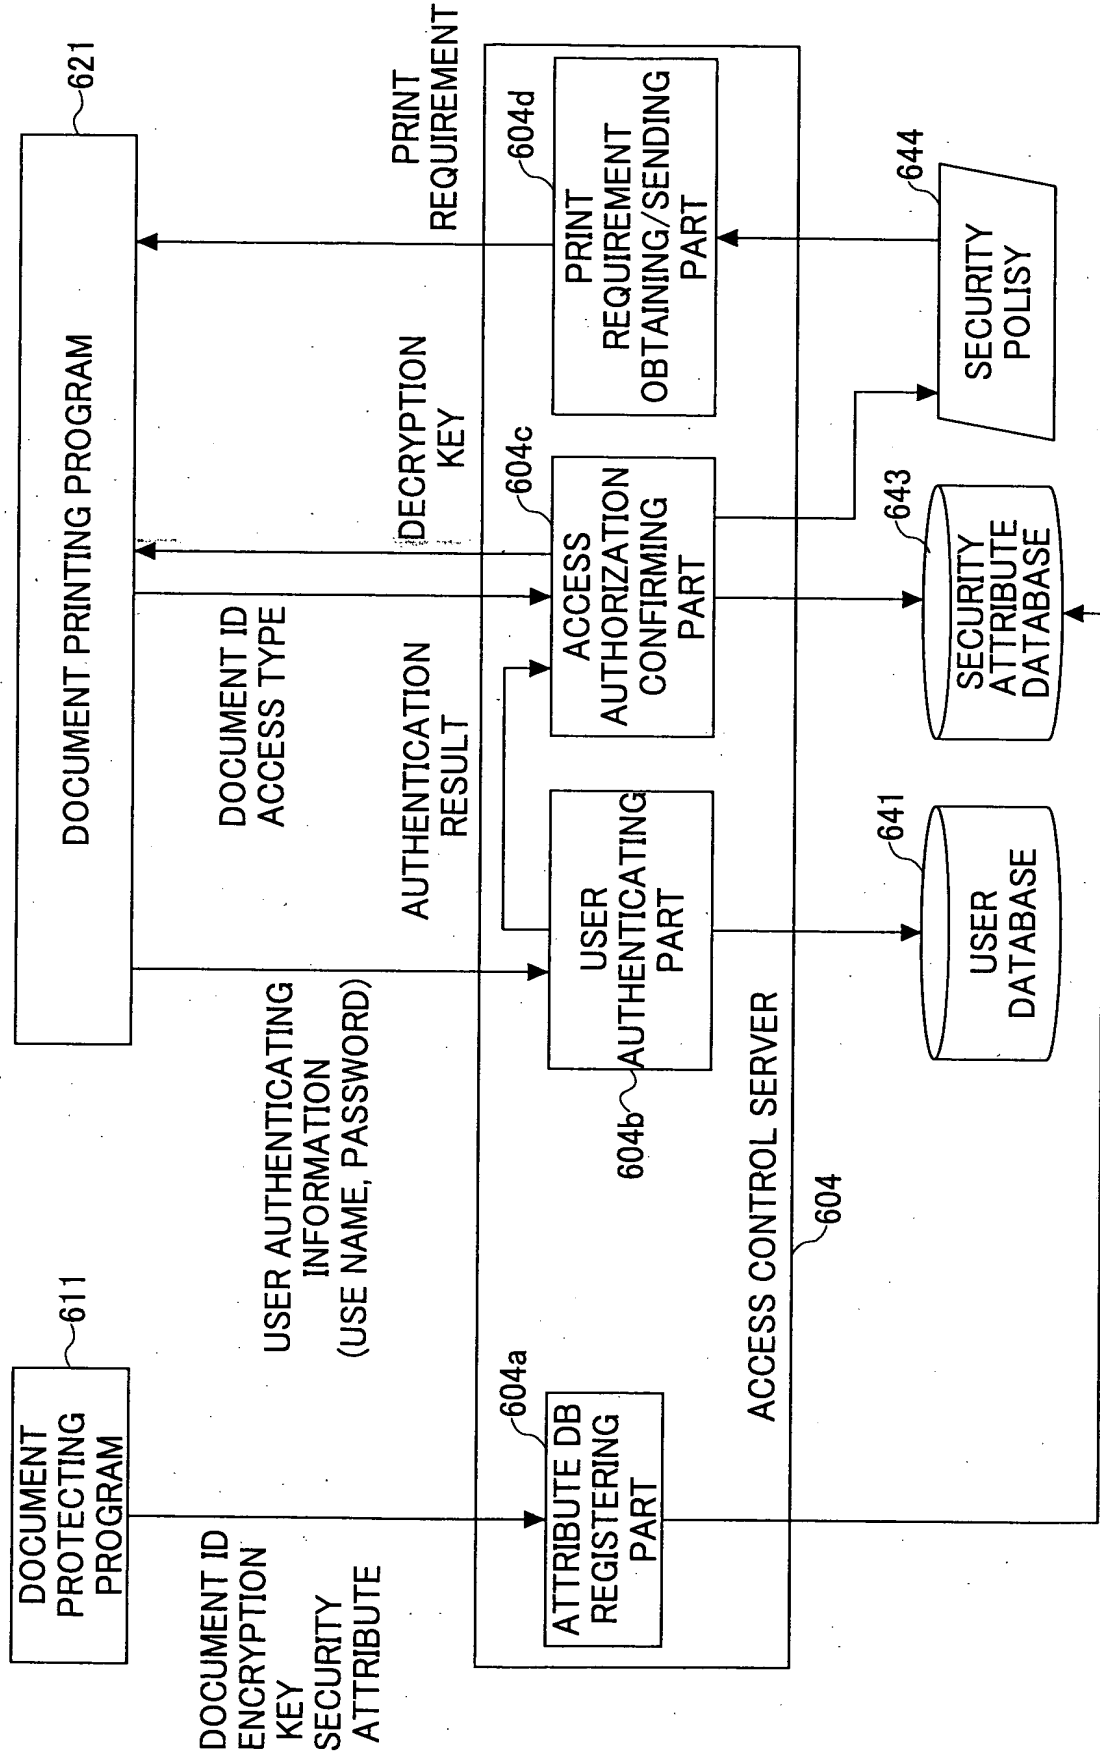 DOCUMENT
PROTECTING
PROGRAM
611
DOCUMENT PRINTING PROGRAM
621
DOCUMENT ID
ENCRYPTION
KEY
SECURITY
ATTRIBUTE
USER AUTHENTICATING
INFORMATION
(USE NAME, PASSWORD)
DOCUMENT ID
ACCESS TYPE
AUTHENTICATION
RESULT
DECRYPTION
KEY
PRINT
REQUIREMENT
604a
ATTRIBUTE DB
REGISTERING
PART
604b
USER
AUTHENTICATING
PART
604c
ACCESS
AUTHORIZATION
CONFIRMING
PART
604d
PRINT
REQUIREMENT
OBTAINING/SENDING
PART
ACCESS CONTROL SERVER
604
641
USER
DATABASE
643
SECURITY
ATTRIBUTE
DATABASE
644
SECURITY
POLISY